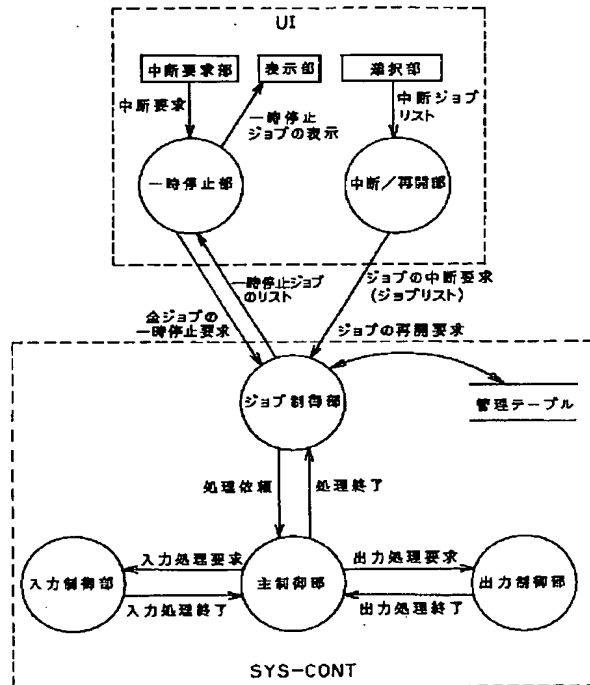 UI
中断要求部
表示部
選択部
中断要求
一時停止
ジョブの表示
中断ジョブ
リスト
一時停止部
中断/再開部
一時停止ジョブ
のリスト
ジョブの中断要求
(ジョブリスト)
全ジョブの
一時停止要求
ジョブの再開要求
ジョブ制御部
管理テーブル
処理依頼
処理終了
入力処理要求
出力処理要求
入力制御部
主制御部
出力制御部
入力処理終了
出力処理終了
SYS-CONT